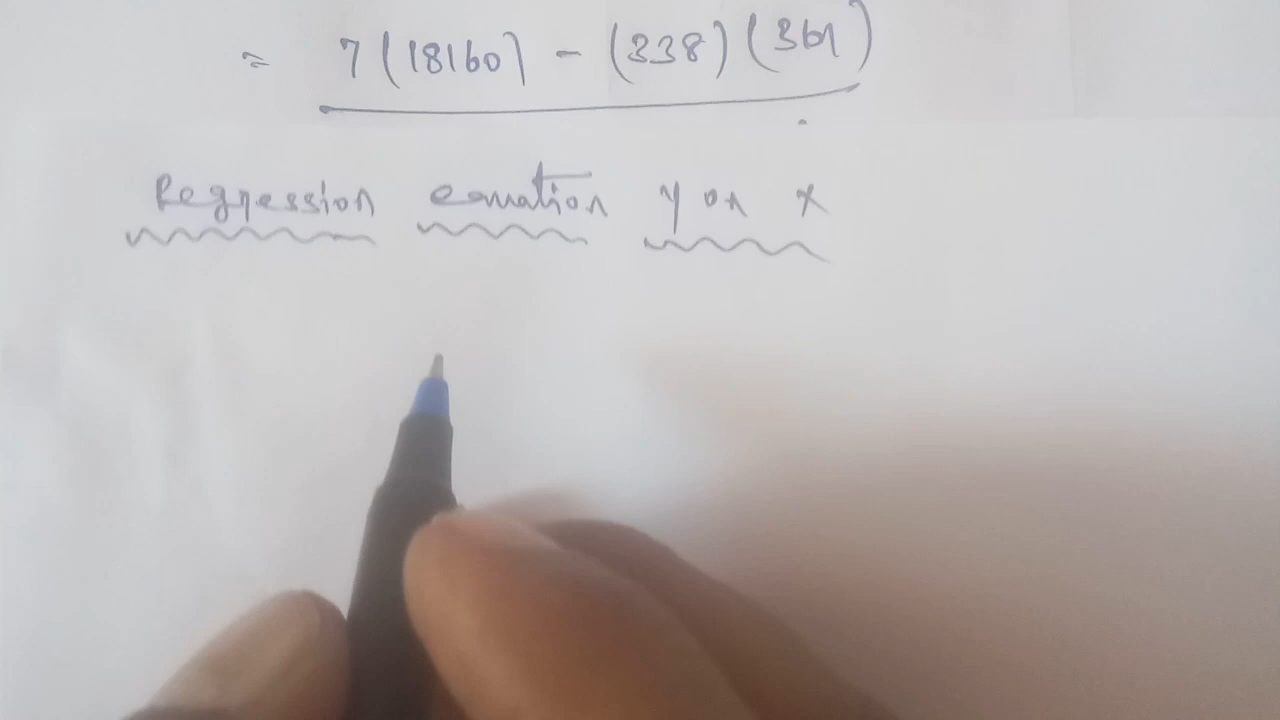 = 7(18160) - (338)(361)
Regression equation y on x